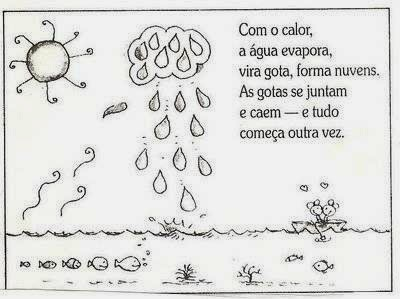 Com o calor,
a água evapora,
vira gota, forma nuvens.
As gotas se juntam
e caem — e tudo
começa outra vez.